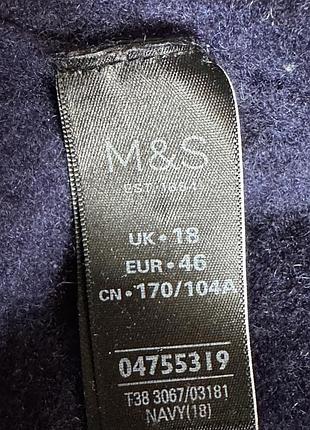 M&S
EST 1884
UK • 18
EUR • 46
CN • 170/104A
04755319
T38 3067/03181
NAVY(18)